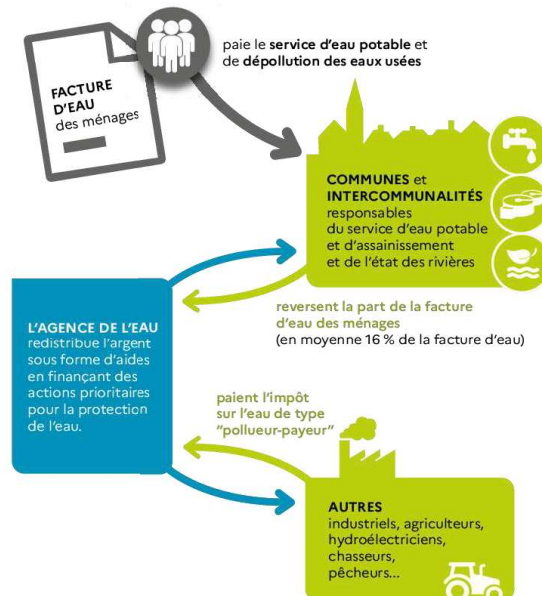 FACTURE
D'EAU
des ménages
paie le service d'eau potable et
de dépollution des eaux usées
COMMUNES et
INTERCOMMUNALITÉS
responsables
du service d'eau potable
et d'assainissement
et de l'état des rivières
reversent la part de la facture
d'eau des ménages
(en moyenne 16 % de la facture d'eau)
L'AGENCE DE L'EAU
redistribue l'argent
sous forme d'aides
en finançant des
actions prioritaires
pour la protection
de l'eau.
paient l'impôt
sur l'eau de type
"pollueur-payeur"
AUTRES
industriels, agriculteurs,
hydroélectriciens,
chasseurs,
pêcheurs...